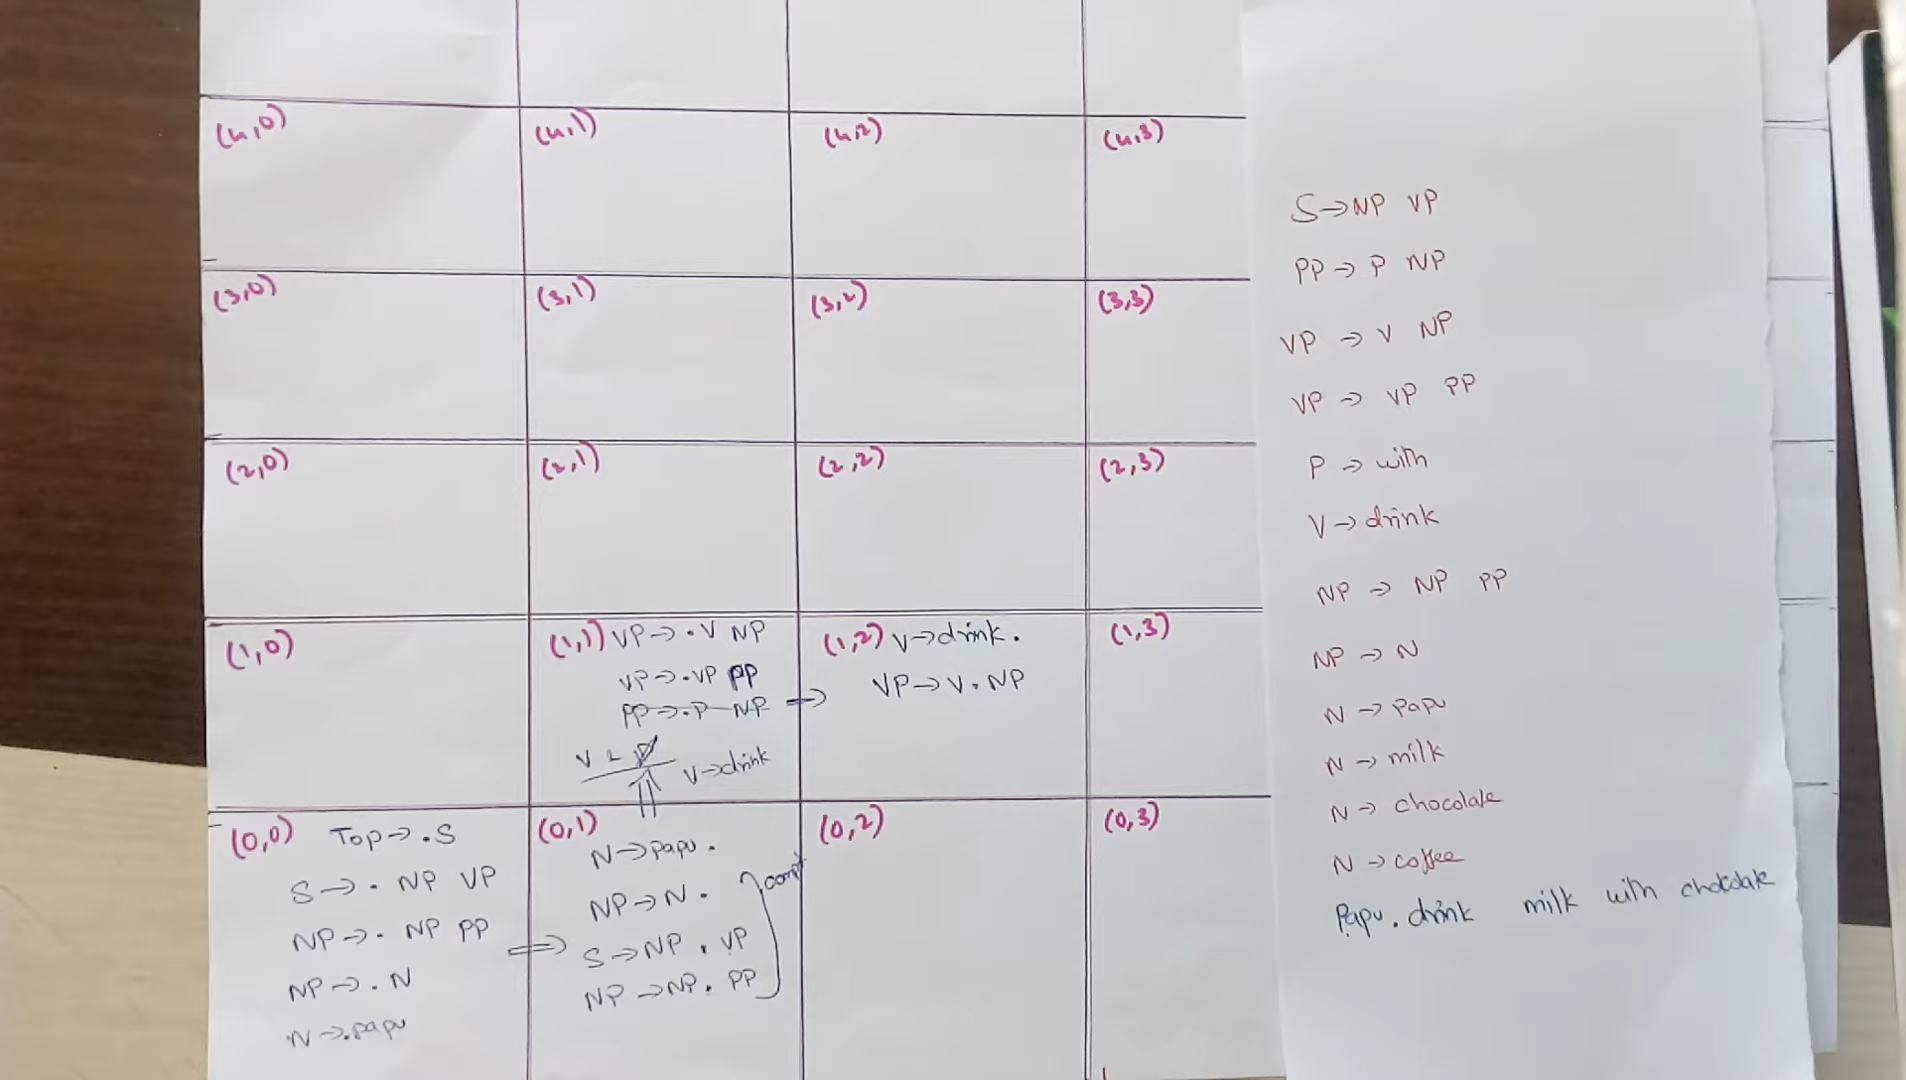 (4,0) (4,1) (4,2) (4,3)
(3,0) (3,1) (3,2) (3,3)
(2,0) (2,1) (2,2) (2,3)
(1,0)
(1,1) VP→.V NP
VP→.VP PP
PP→.P NP ⇒
V→drink
(1,2) V→drink.
VP→V.NP
(1,3)
(0,0) Top→.S
S→. NP VP
NP→. NP PP ⇒
NP→. N
N→.papu
(0,1)
N→papu.
NP→N.
S→NP . VP
NP→NP. PP
(0,2)
(0,3)
S→NP VP
PP→P NP
VP→V NP
VP→VP PP
P→with
V→drink
NP→NP PP
NP→N
N→papu
N→milk
N→chocolate
N→coffee
Papu.drink milk with chocolate